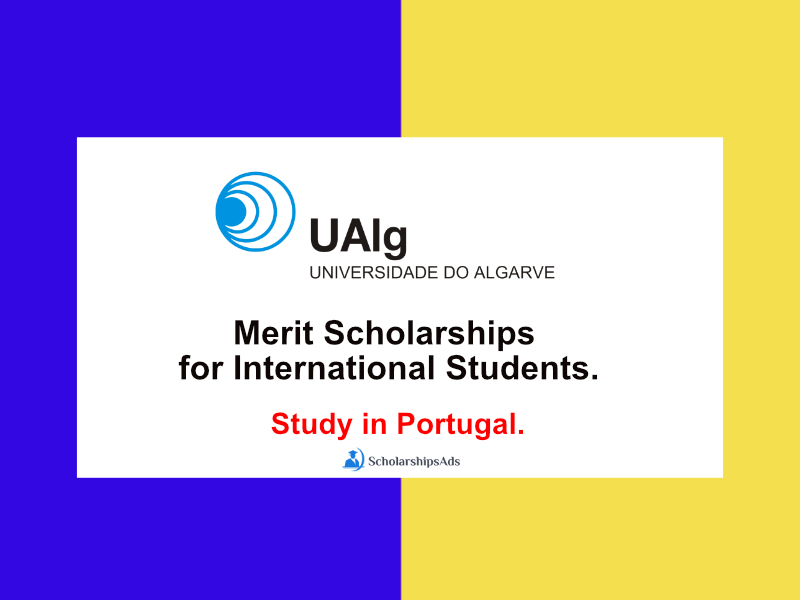 UAlg
UNIVERSIDADE DO ALGARVE
Merit Scholarships
for International Students.
Study in Portugal.
ScholarshipsAds